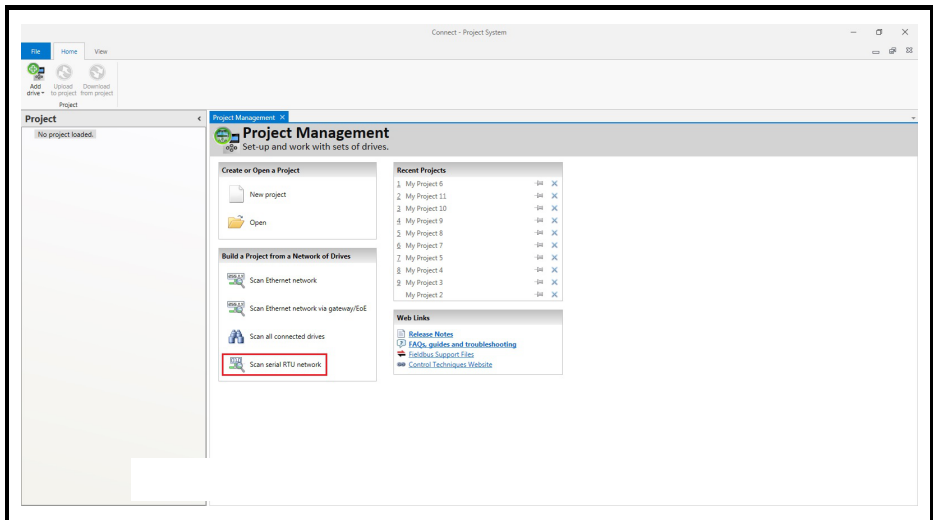 Connect - Project System
File Home View
Add drive Upload to project Download from project
Project
Project
No project loaded.
Project Management
Project Management
Set-up and work with sets of drives.
Create or Open a Project
New project
Open
Build a Project from a Network of Drives
Scan Ethernet network
Scan Ethernet network via gateway/EoE
Scan all connected drives
Scan serial RTU network
Recent Projects
1 My Project 6
2 My Project 11
3 My Project 10
4 My Project 9
5 My Project 8
6 My Project 7
7 My Project 5
8 My Project 4
9 My Project 3
My Project 2
Web Links
Release Notes
FAQs, guides and troubleshooting
Fieldbus Support Files
Control Techniques Website